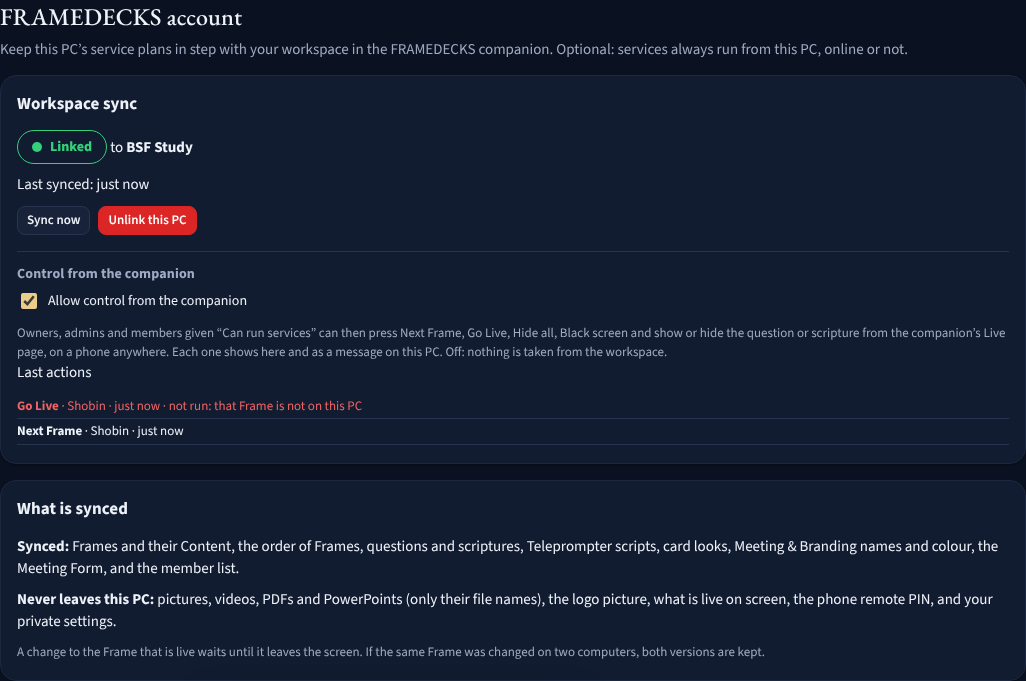 FRAMEDECKS account
Keep this PC’s service plans in step with your workspace in the FRAMEDECKS companion. Optional: services always run from this PC, online or not.
Workspace sync
Linked to BSF Study
Last synced: just now
Sync now Unlink this PC
Control from the companion
Allow control from the companion
Owners, admins and members given “Can run services” can then press Next Frame, Go Live, Hide all, Black screen and show or hide the question or scripture from the companion’s Live
page, on a phone anywhere. Each one shows here and as a message on this PC. Off: nothing is taken from the workspace.
Last actions
Go Live · Shobin · just now · not run: that Frame is not on this PC
Next Frame · Shobin · just now
What is synced
Synced: Frames and their Content, the order of Frames, questions and scriptures, Teleprompter scripts, card looks, Meeting & Branding names and colour, the
Meeting Form, and the member list.
Never leaves this PC: pictures, videos, PDFs and PowerPoints (only their file names), the logo picture, what is live on screen, the phone remote PIN, and your
private settings.
A change to the Frame that is live waits until it leaves the screen. If the same Frame was changed on two computers, both versions are kept.